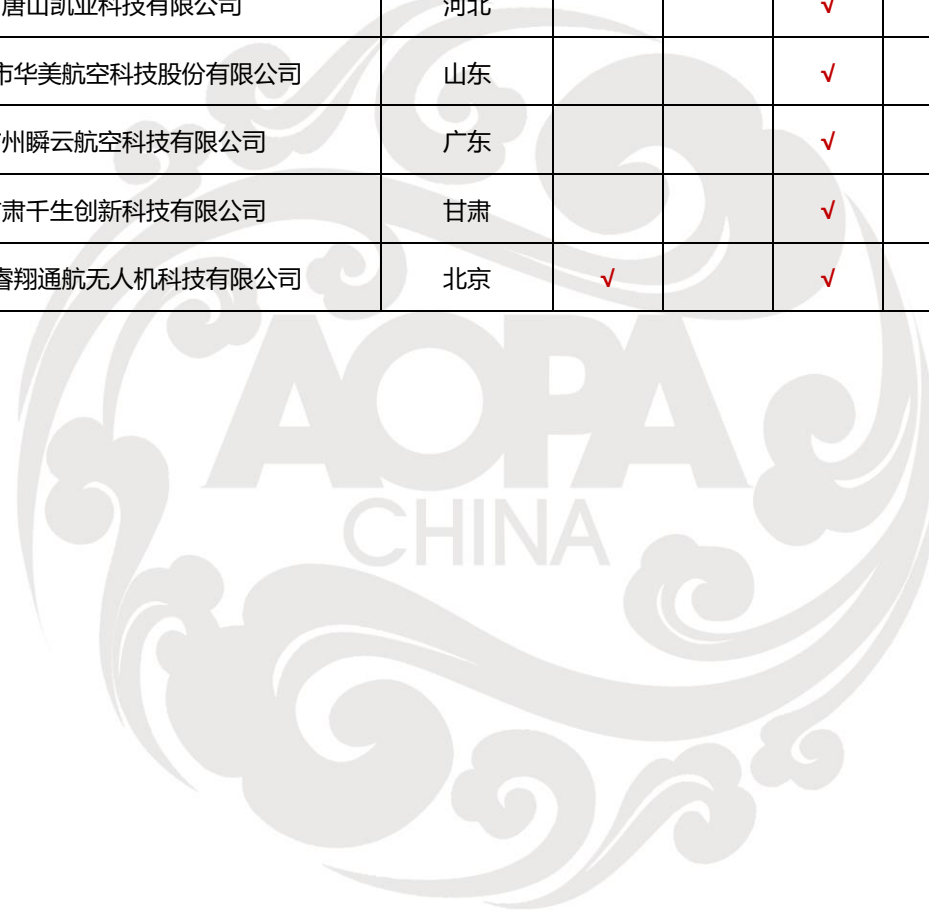 唐山凯业科技有限公司 河北 √
市华美航空科技股份有限公司 山东 √
州瞬云航空科技有限公司 广东 √
肃千生创新科技有限公司 甘肃 √
睿翔通航无人机科技有限公司 北京 √ √
AOPA
CHINA